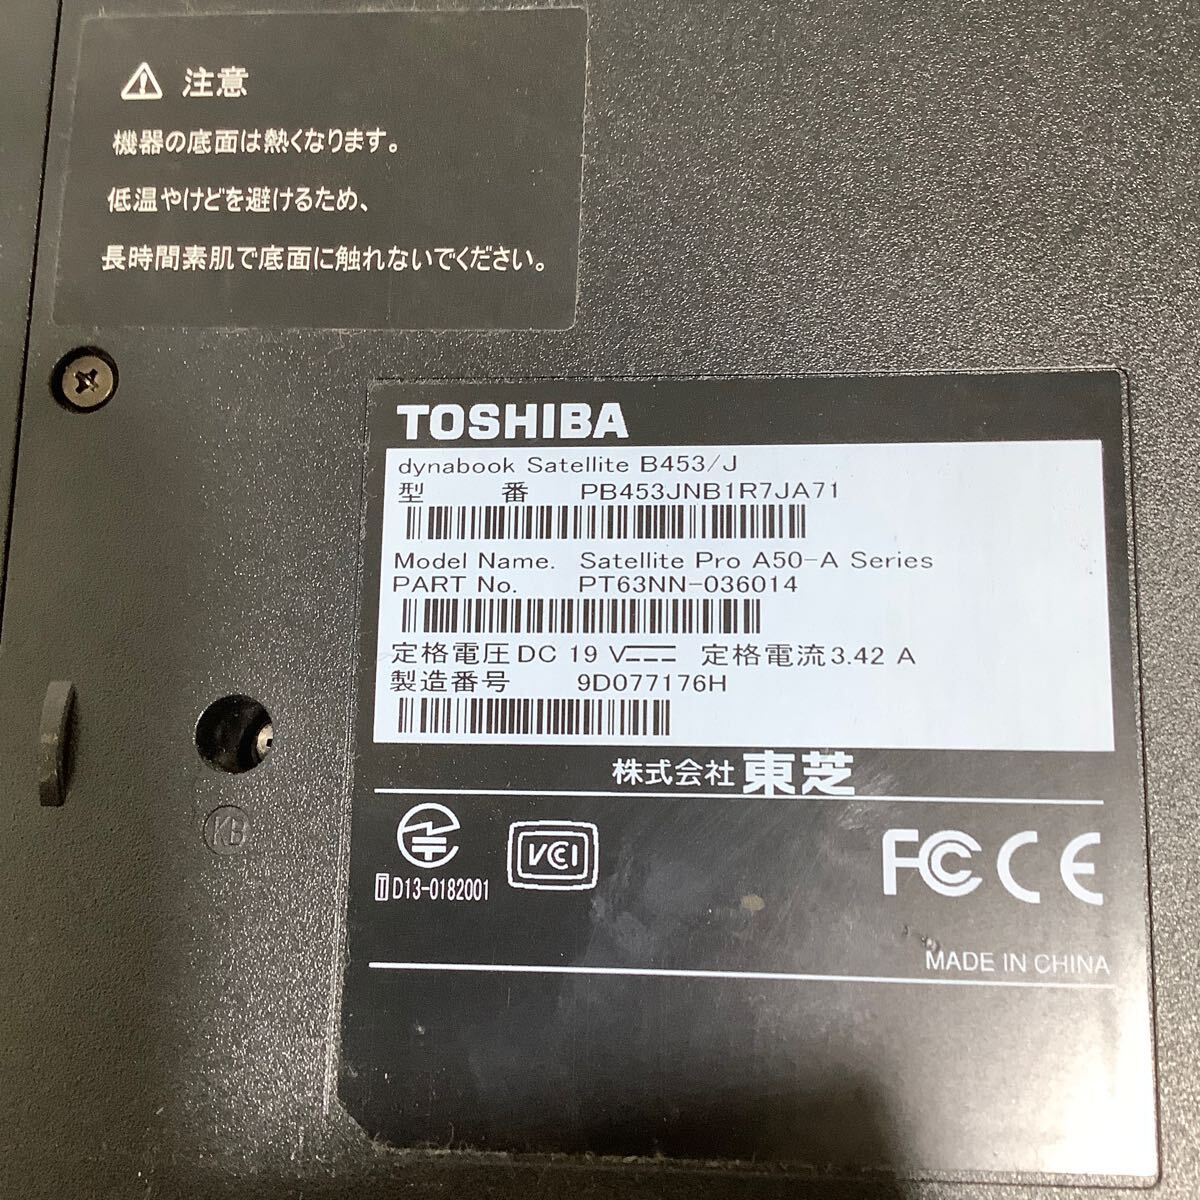 ⚠ 注意
機器の底面は熱くなります。
低温やけどを避けるため、
長時間素肌で底面に触れないでください。
TOSHIBA
dynabook Satellite B453/J
型 番 PB453JNB1R7JA71
Model Name. Satellite Pro A50-A Series
PART No. PT63NN-036014
定格電圧 DC 19 V 定格電流 3.42 A
製造番号 9D077176H
株式会社 東芝
T D13-0182001
VCI
FC CE
MADE IN CHINA
KB